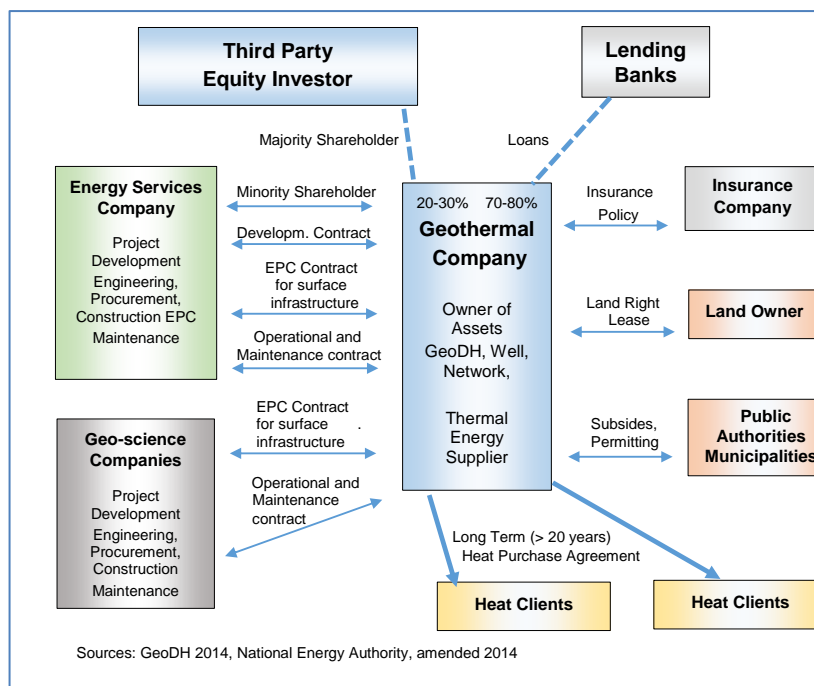 Third Party
Equity Investor
Lending
Banks
Majority Shareholder
Loans
Energy Services
Company
Project
Development
Engineering,
Procurement,
Construction EPC
Maintenance
Minority Shareholder
Developm. Contract
EPC Contract
for surface
infrastructure
Operational and
Maintenance contract
20-30% 70-80%
Geothermal
Company
Owner of
Assets
GeoDH, Well,
Network,
Thermal
Energy
Supplier
Insurance
Policy
Insurance
Company
Land Right
Lease
Land Owner
Subsides,
Permitting
Public
Authorities
Municipalities
Geo-science
Companies
Project
Development
Engineering,
Procurement,
Construction
Maintenance
EPC Contract
for surface .
infrastructure
Operational and
Maintenance
contract
Long Term (> 20 years)
Heat Purchase Agreement
Heat Clients
Heat Clients
Sources: GeoDH 2014, National Energy Authority, amended 2014